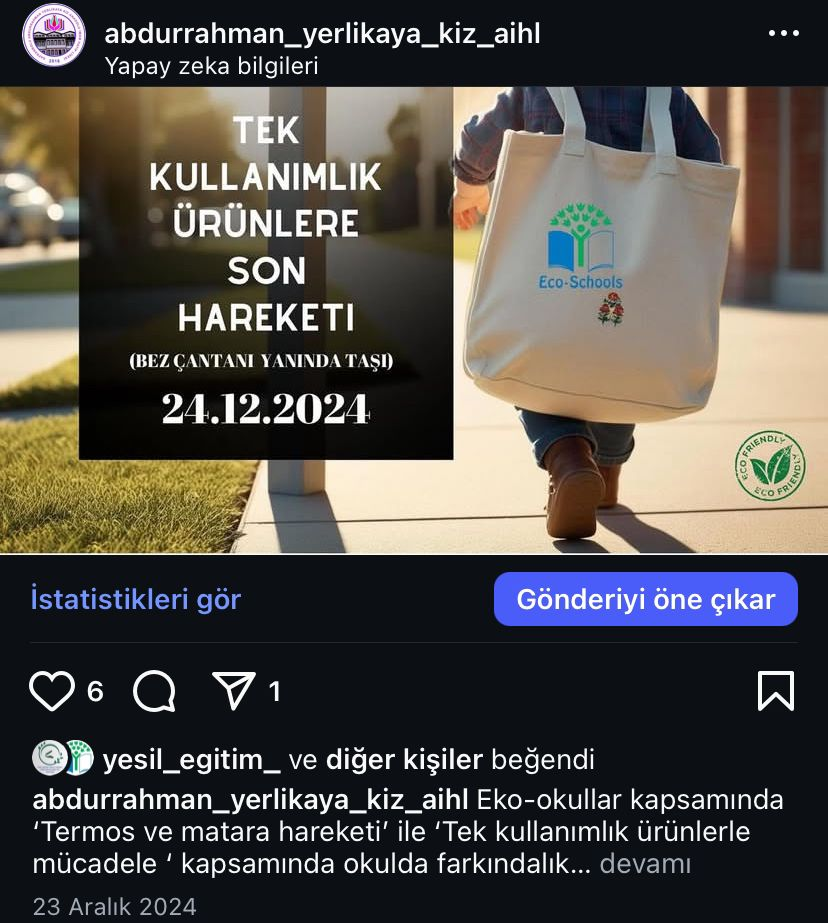 abdurrahman_yerlikaya_kiz_aihl
Yapay zeka bilgileri
TEK
KULLANIMLIK
ÜRÜNLERE
SON
HAREKETI
(BEZ ÇANTANI YANINDA TAŞI)
24.12.2024
Eco-Schools
ECO FRIENDLY
ECO FRIENDLY
İstatistikleri gör
Gönderiyi öne çıkar
6
1
yesil_egitim_ ve diğer kişiler beğendi
abdurrahman_yerlikaya_kiz_aihl Eko-okullar kapsamında
‘Termos ve matara hareketi’ ile ‘Tek kullanımlık ürünlerle
mücadele ‘ kapsamında okulda farkındalık... devamı
23 Aralık 2024